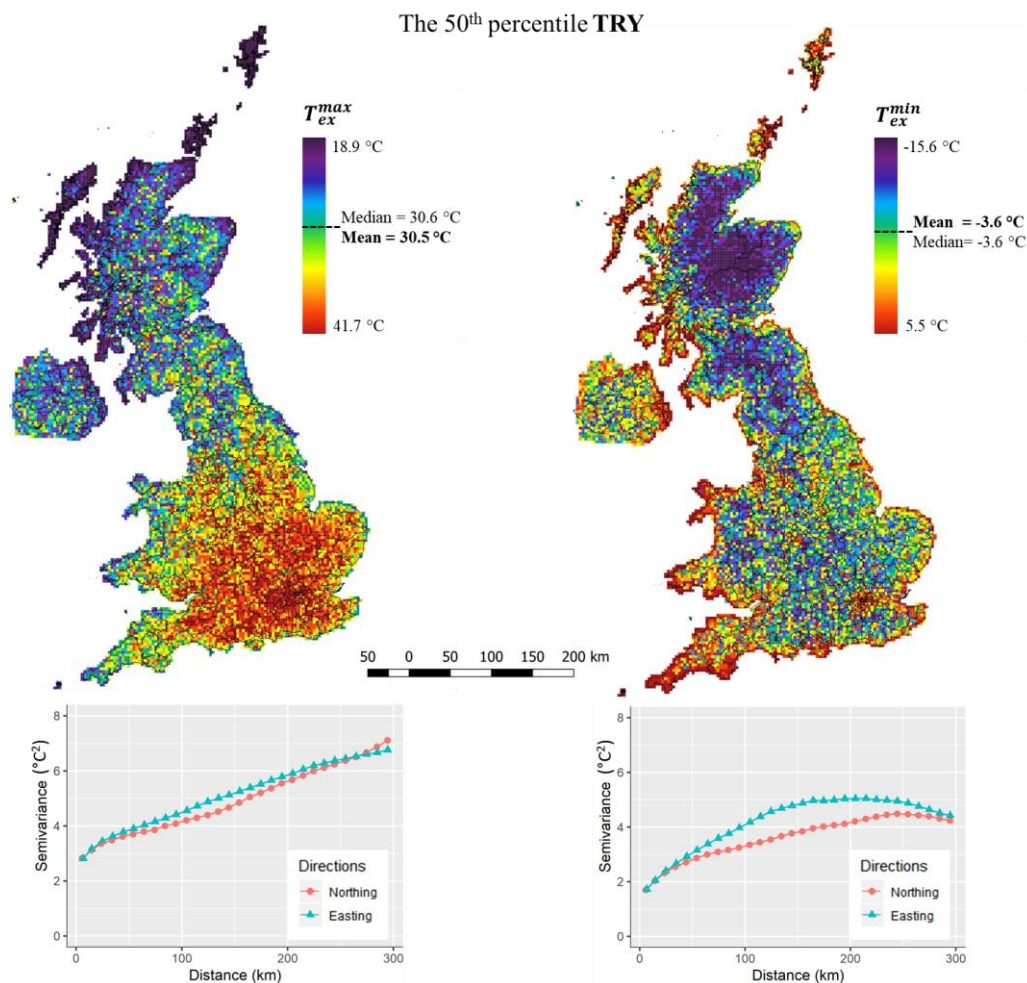 The 50th percentile TRY
T_ex^max
18.9 °C
Median = 30.6 °C
Mean = 30.5 °C
41.7 °C
T_ex^min
-15.6 °C
Mean = -3.6 °C
Median= -3.6 °C
5.5 °C
50 0 50 100 150 200 km
8
6
4
2
0
Semivariance (°C²)
Directions
Northing
Easting
0 100 200 300
Distance (km)
8
6
4
2
0
Semivariance (°C²)
Directions
Northing
Easting
0 100 200 300
Distance (km)